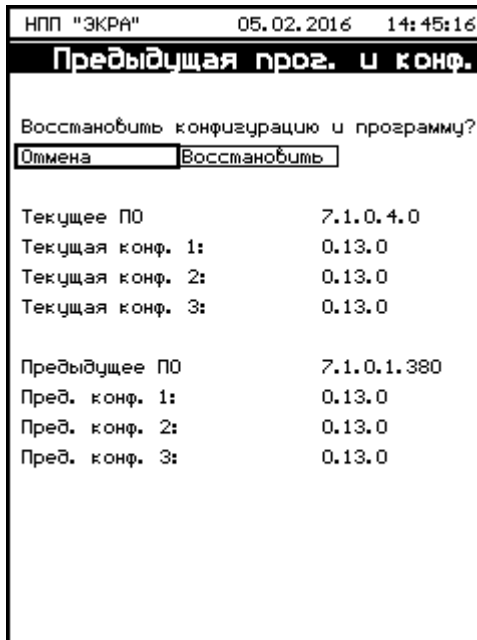 НПП "ЭКРА" 05.02.2016 14:45:16
Предыдущая прог. и конф.
Восстановить конфигурацию и программу?
Отмена Восстановить
Текущее ПО 7.1.0.4.0
Текущая конф. 1: 0.13.0
Текущая конф. 2: 0.13.0
Текущая конф. 3: 0.13.0
Предыдущее ПО 7.1.0.1.380
Пред. конф. 1: 0.13.0
Пред. конф. 2: 0.13.0
Пред. конф. 3: 0.13.0